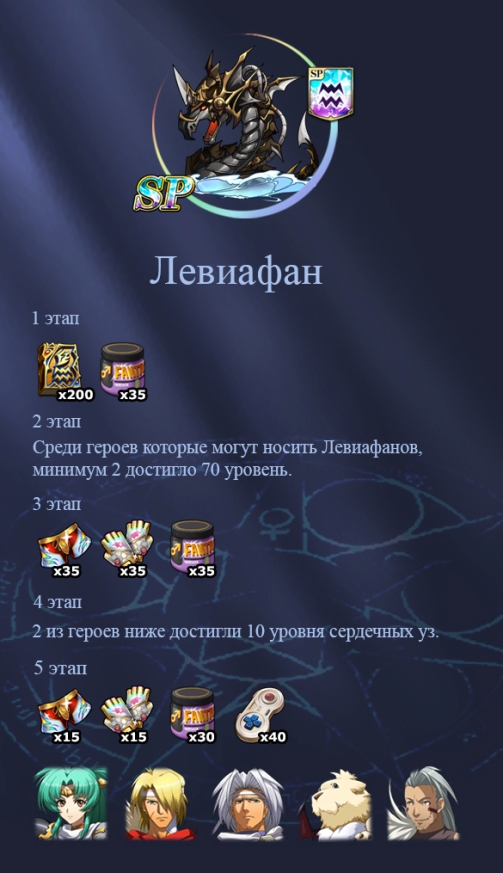 SP
SP
Левиафан
1 этап
x200
x35
2 этап
Среди героев которые могут носить Левиафанов,
минимум 2 достигло 70 уровень.
3 этап
x35
x35
x35
4 этап
2 из героев ниже достигли 10 уровня сердечных уз.
5 этап
x15
x15
x30
x40